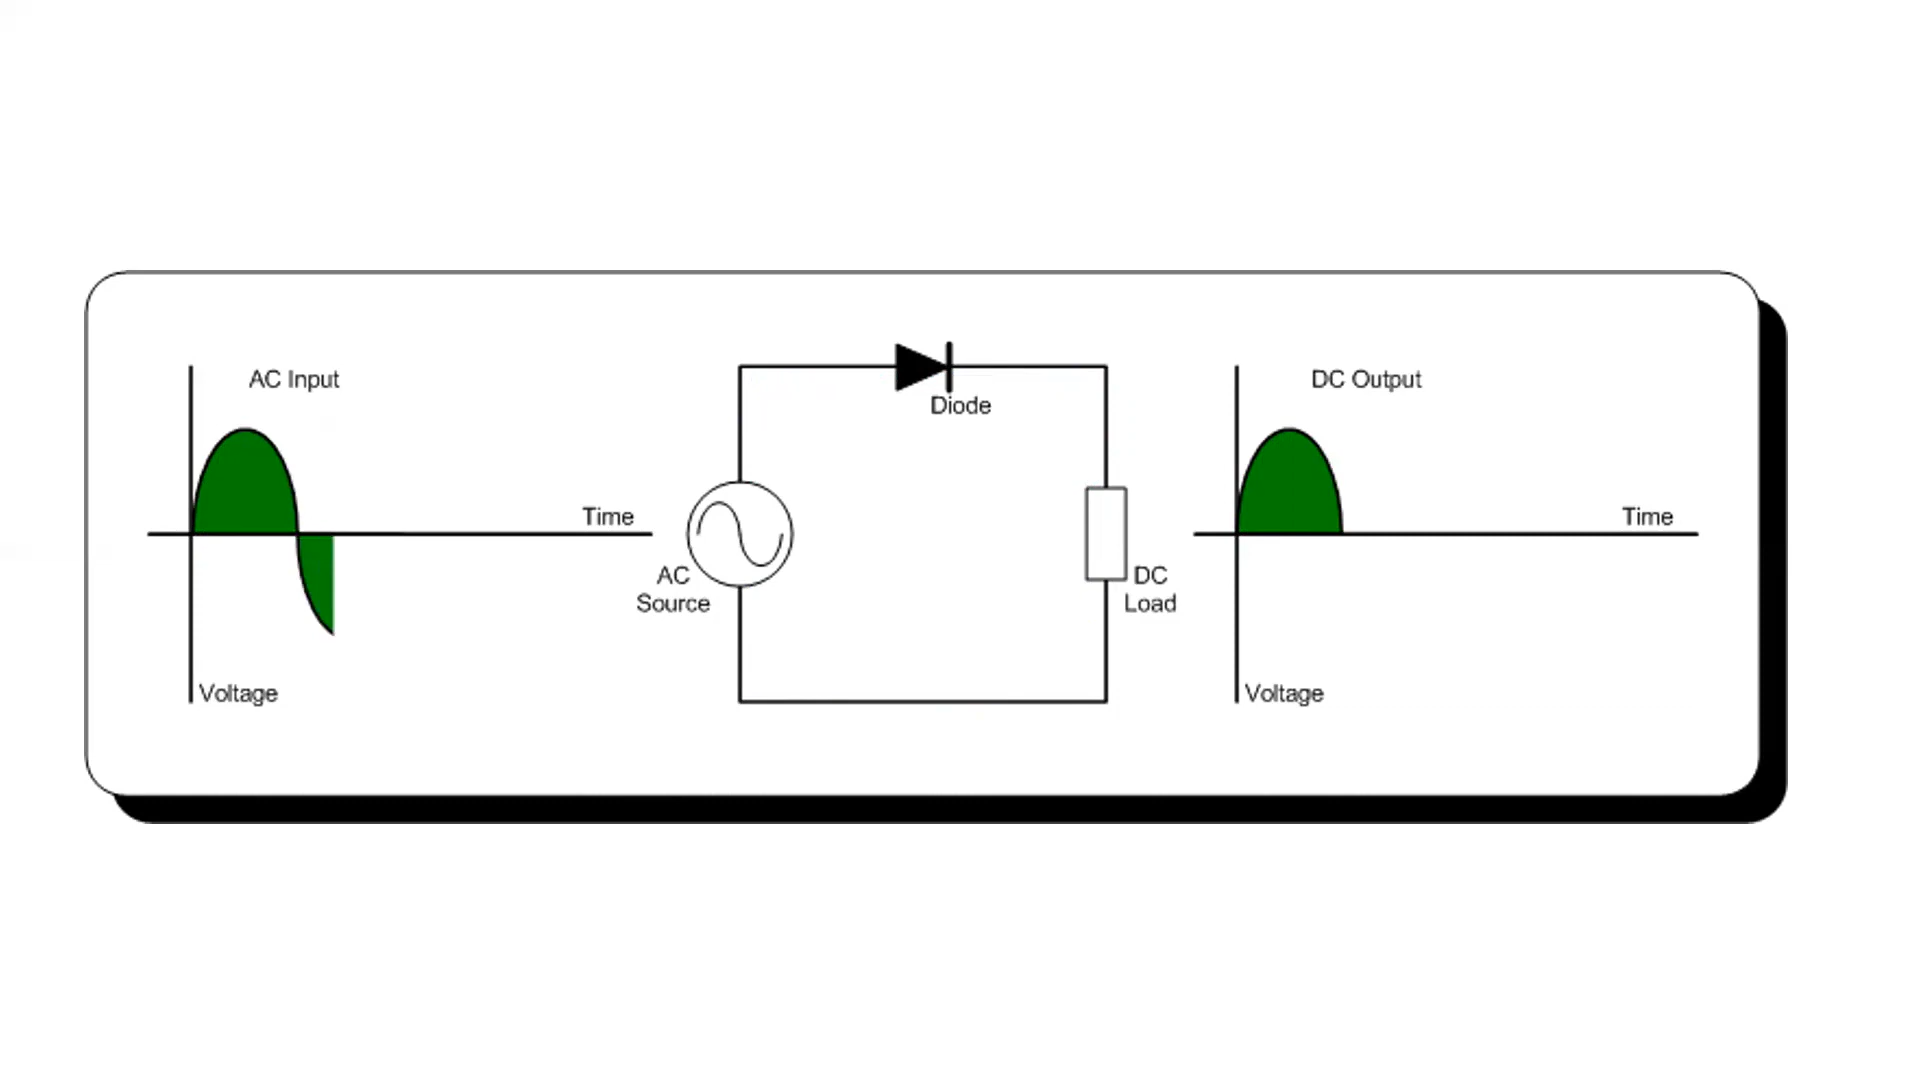 AC Input
Time
Voltage
Diode
AC
Source
DC
Load
DC Output
Time
Voltage